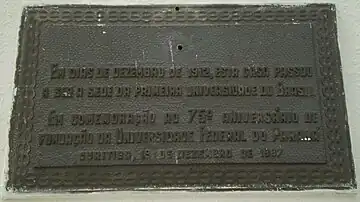 EM DIAS DE DEZEMBRO DE 1912, ESTA CASA PASSOU
A SER A SEDE DA PRIMEIRA UNIVERSIDADE DO BRASIL.
EM COMEMORAÇÃO AO 75º ANIVERSÁRIO DE
FUNDAÇÃO DA UNIVERSIDADE FEDERAL DO PARANÁ
CURITIBA, DE DEZEMBRO DE 1987